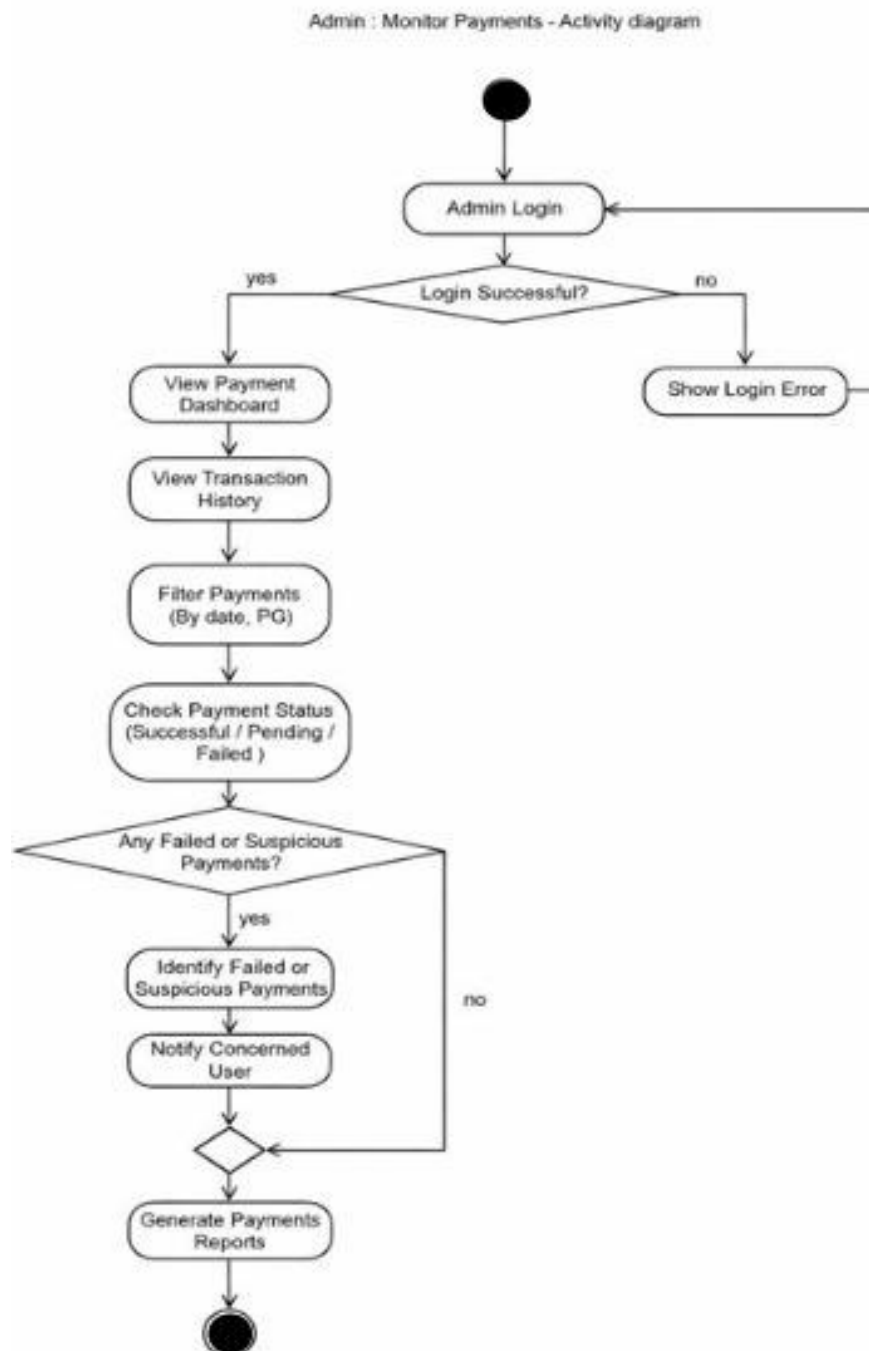 Admin : Monitor Payments - Activity diagram
Admin Login
yes
Login Successful?
no
View Payment
Dashboard
Show Login Error
View Transaction
History
Filter Payments
(By date, PG)
Check Payment Status
(Successful / Pending /
Failed )
Any Failed or Suspicious
Payments?
yes
Identify Failed or
Suspicious Payments
no
Notify Concerned
User
Generate Payments
Reports